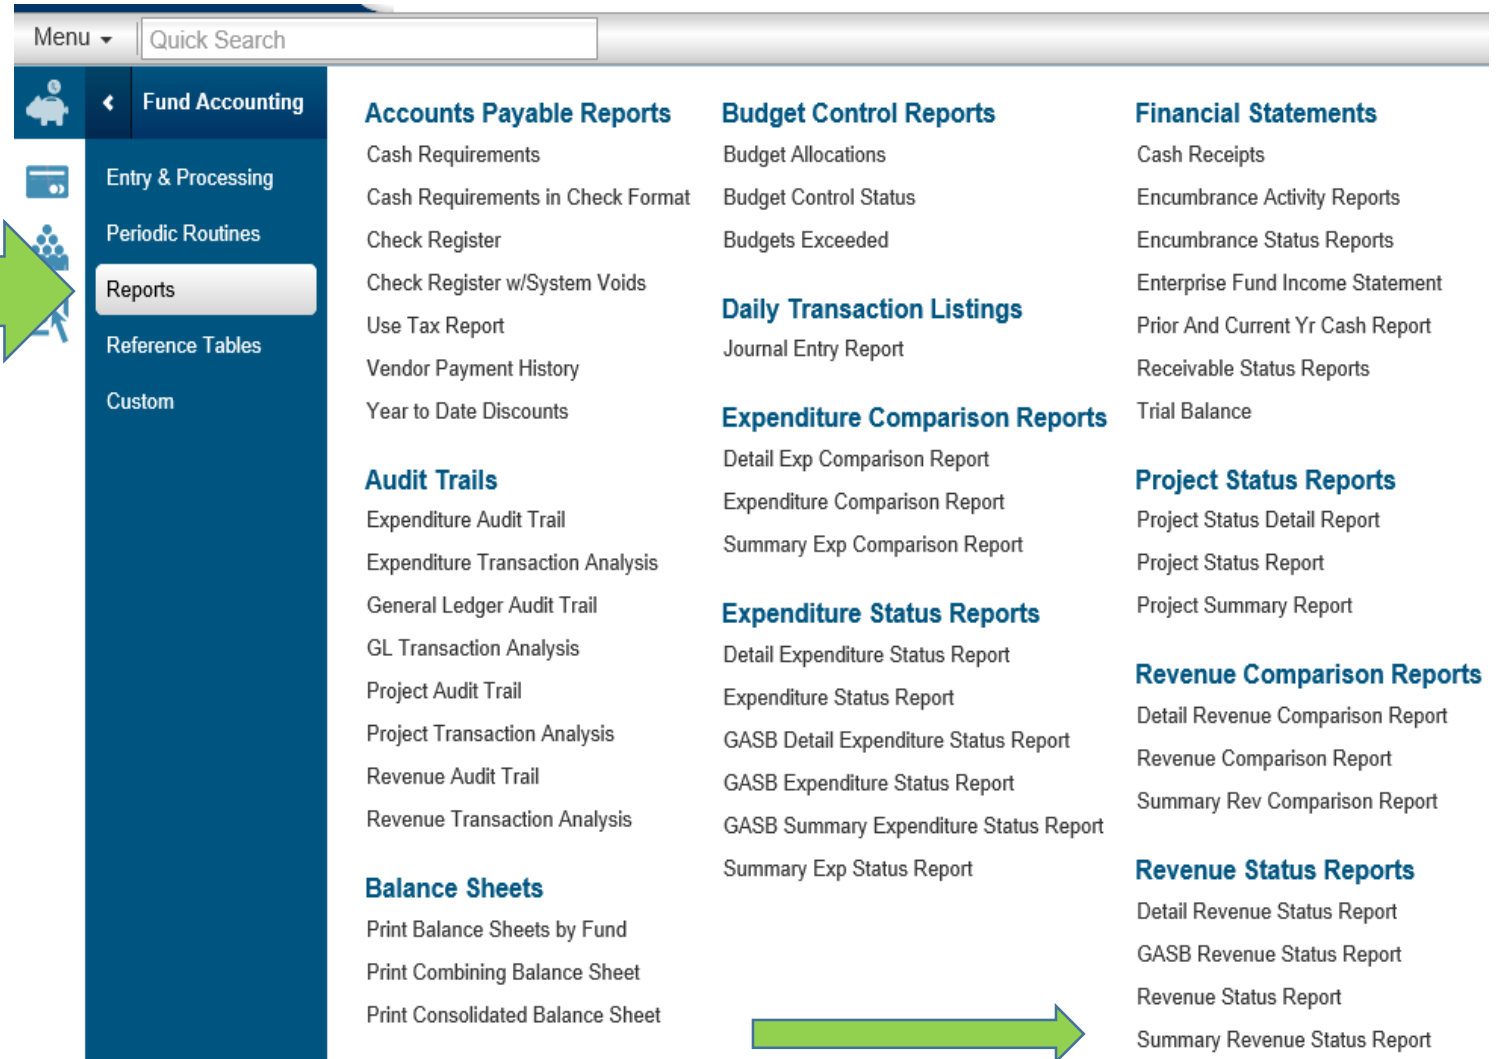 Menu
Quick Search
Fund Accounting
Entry & Processing
Periodic Routines
Reports
Reference Tables
Custom
Accounts Payable Reports
Cash Requirements
Cash Requirements in Check Format
Check Register
Check Register w/System Voids
Use Tax Report
Vendor Payment History
Year to Date Discounts
Audit Trails
Expenditure Audit Trail
Expenditure Transaction Analysis
General Ledger Audit Trail
GL Transaction Analysis
Project Audit Trail
Project Transaction Analysis
Revenue Audit Trail
Revenue Transaction Analysis
Balance Sheets
Print Balance Sheets by Fund
Print Combining Balance Sheet
Print Consolidated Balance Sheet
Budget Control Reports
Budget Allocations
Budget Control Status
Budgets Exceeded
Daily Transaction Listings
Journal Entry Report
Expenditure Comparison Reports
Detail Exp Comparison Report
Expenditure Comparison Report
Summary Exp Comparison Report
Expenditure Status Reports
Detail Expenditure Status Report
Expenditure Status Report
GASB Detail Expenditure Status Report
GASB Expenditure Status Report
GASB Summary Expenditure Status Report
Summary Exp Status Report
Financial Statements
Cash Receipts
Encumbrance Activity Reports
Encumbrance Status Reports
Enterprise Fund Income Statement
Prior And Current Yr Cash Report
Receivable Status Reports
Trial Balance
Project Status Reports
Project Status Detail Report
Project Status Report
Project Summary Report
Revenue Comparison Reports
Detail Revenue Comparison Report
Revenue Comparison Report
Summary Rev Comparison Report
Revenue Status Reports
Detail Revenue Status Report
GASB Revenue Status Report
Revenue Status Report
Summary Revenue Status Report